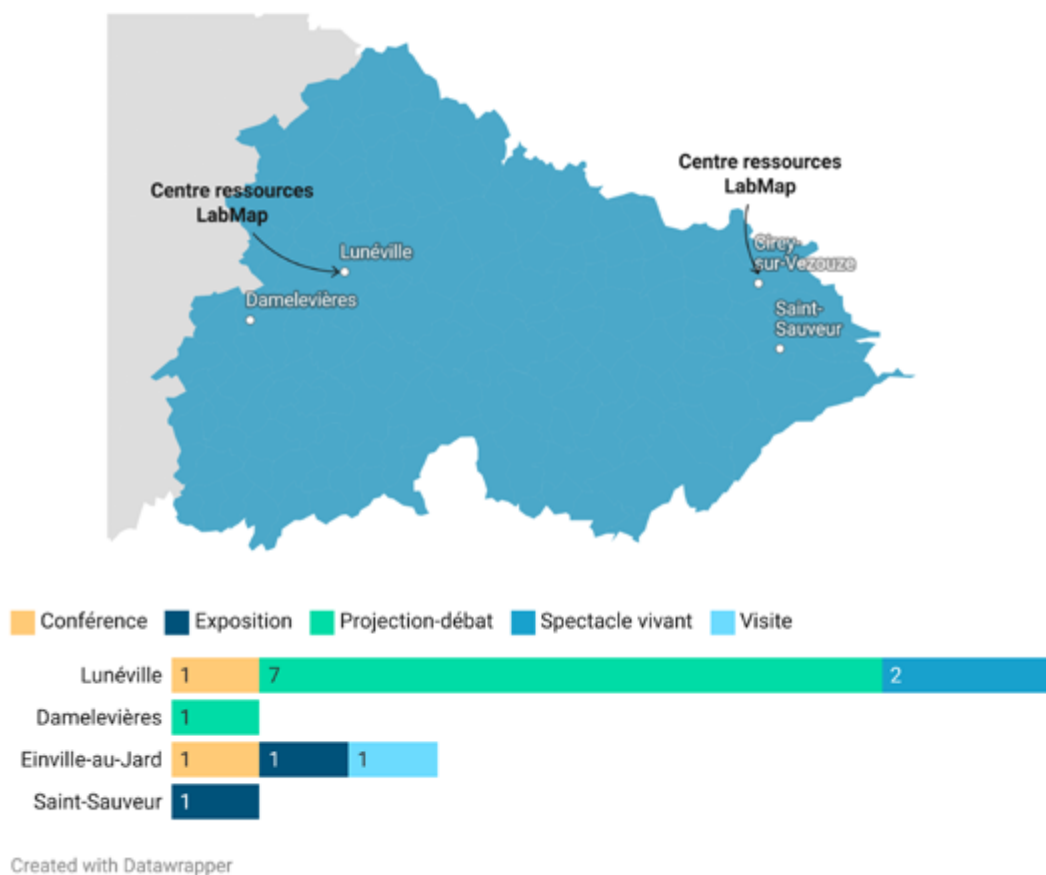 Centre ressources
LabMap
Centre ressources
LabMap
Lunéville
Cirey-
sur-Vezouze
Damelevières
Saint-
Sauveur
Conférence Exposition Projection-débat Spectacle vivant Visite
Lunéville 1 7 2
Damelevières 1
Einville-au-Jard 1 1 1
Saint-Sauveur 1
Created with Datawrapper